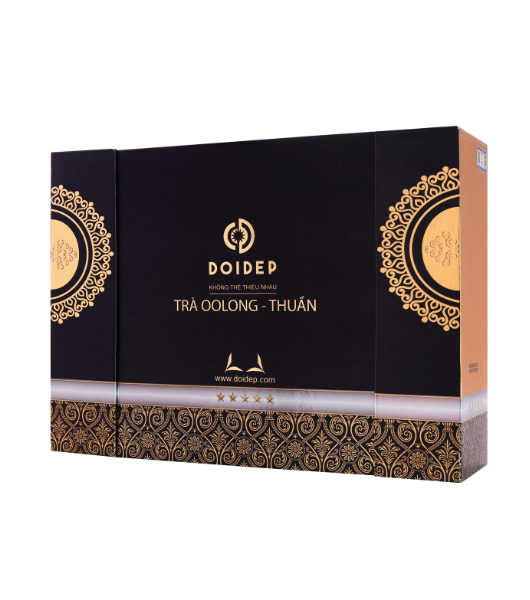 DOIDEP
KHÔNG THỂ THIẾU NHAU
TRÀ OOLONG - THUẦN
www.doidep.com